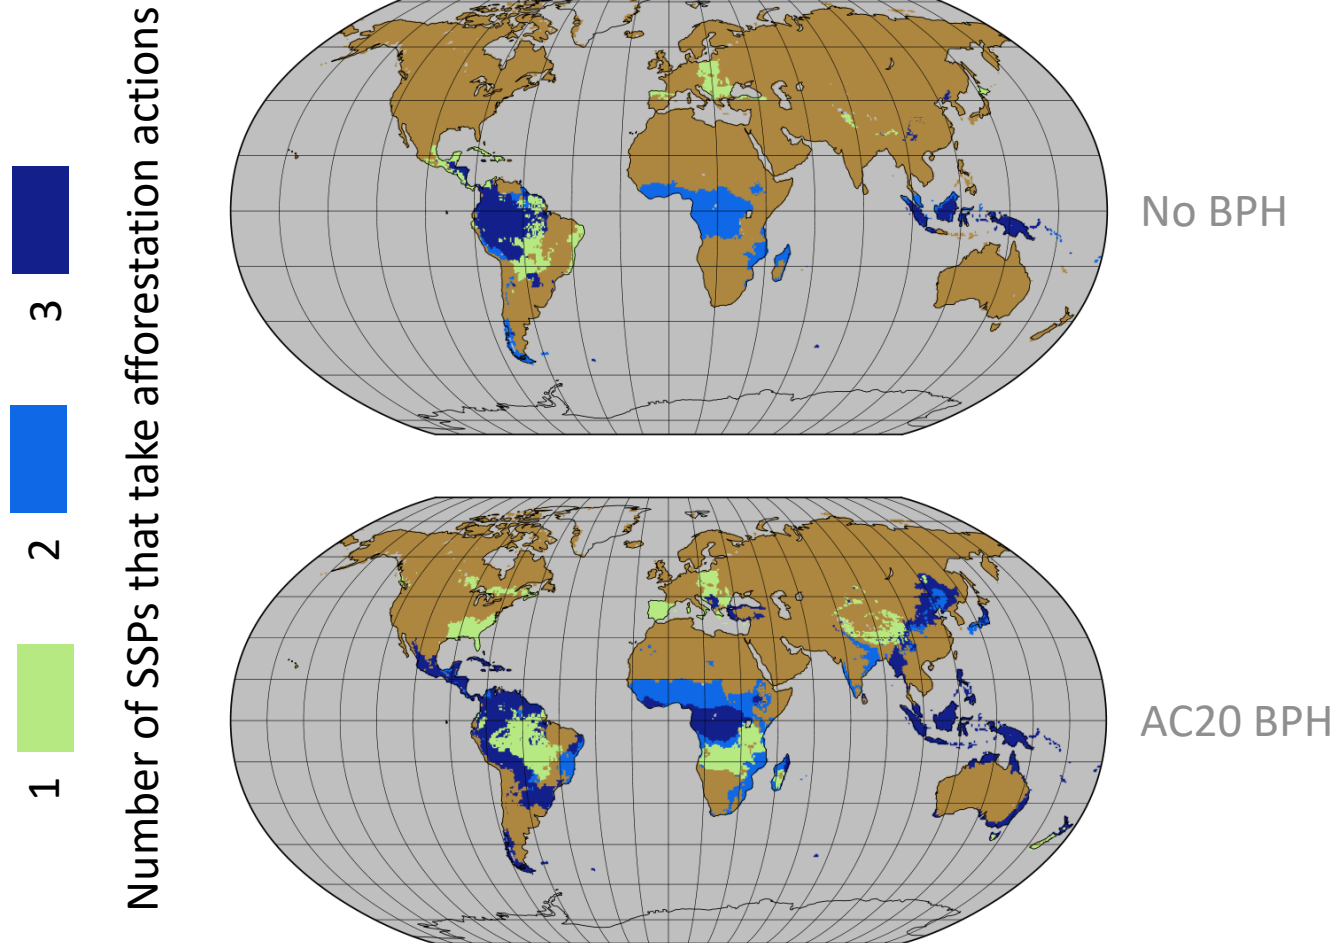 Number of SSPs that take afforestation actions
1
2
3
No BPH
AC20 BPH